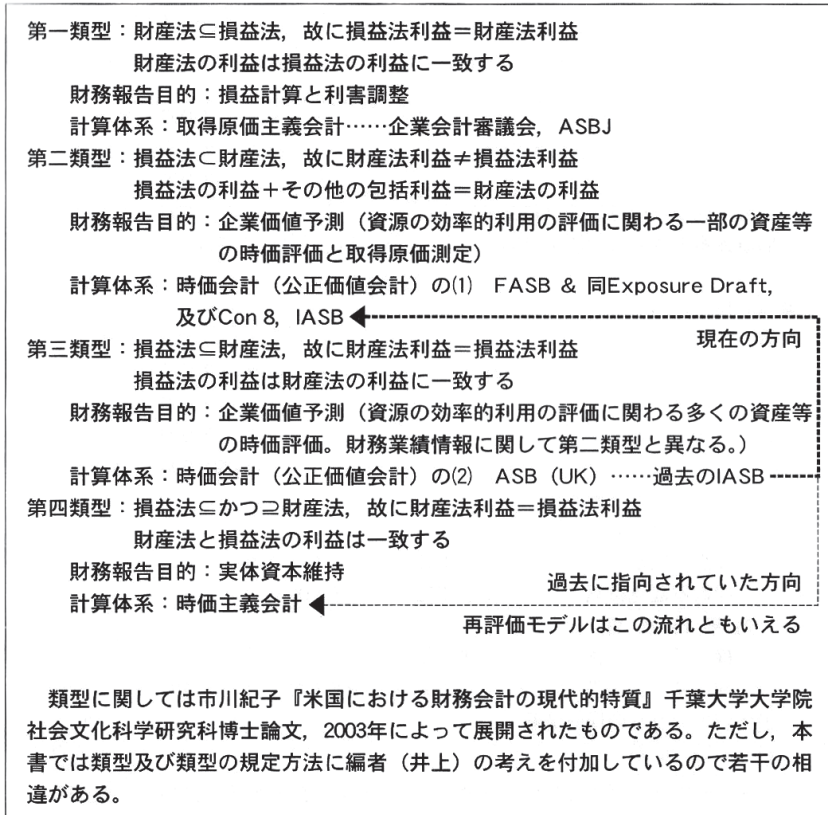 第一類型：財産法⊆損益法，故に損益法利益＝財産法利益
財産法の利益は損益法の利益に一致する
財務報告目的：損益計算と利害調整
計算体系：取得原価主義会計……企業会計審議会，ASBJ
第二類型：損益法⊂財産法，故に財産法利益≠損益法利益
損益法の利益＋その他の包括利益＝財産法の利益
財務報告目的：企業価値予測（資源の効率的利用の評価に関わる一部の資産等
の時価評価と取得原価測定）
計算体系：時価会計（公正価値会計）の⑴　FASB ＆ 同Exposure Draft，
及びCon 8，IASB
現在の方向
第三類型：損益法⊆財産法，故に財産法利益＝損益法利益
損益法の利益は財産法の利益に一致する
財務報告目的：企業価値予測（資源の効率的利用の評価に関わる多くの資産等
の時価評価。財務業績情報に関して第二類型と異なる。）
計算体系：時価会計（公正価値会計）の⑵　ASB（UK）……過去のIASB
第四類型：損益法⊆かつ⊇財産法，故に財産法利益＝損益法利益
財産法と損益法の利益は一致する
財務報告目的：実体資本維持
過去に指向されていた方向
計算体系：時価主義会計
再評価モデルはこの流れともいえる
類型に関しては市川紀子『米国における財務会計の現代的特質』千葉大学大学院
社会文化科学研究科博士論文，2003年によって展開されたものである。ただし，本
書では類型及び類型の規定方法に編者（井上）の考えを付加しているので若干の相
違がある。